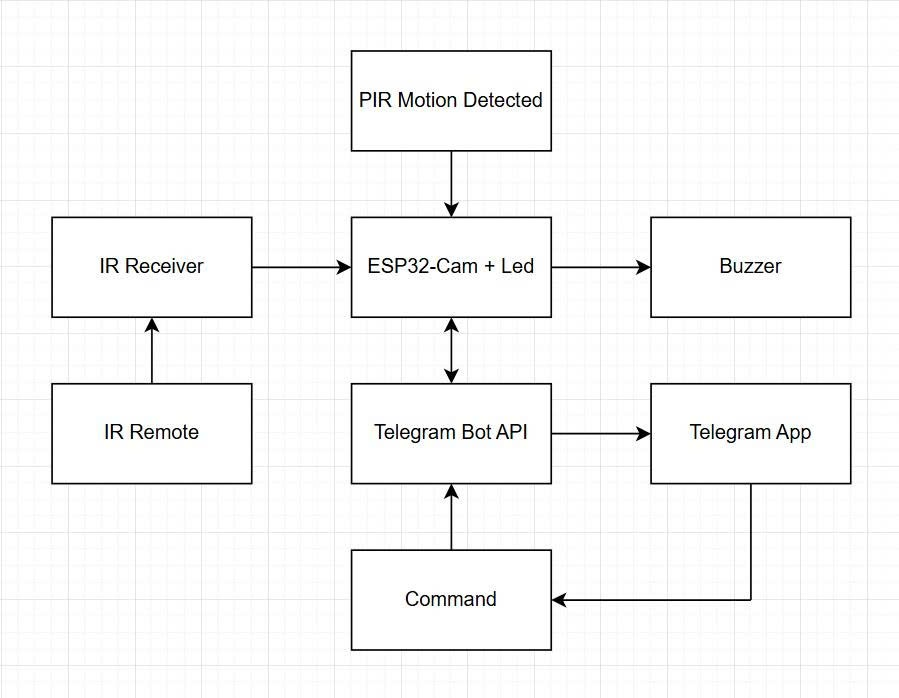 PIR Motion Detected
IR Receiver
ESP32-Cam + Led
Buzzer
IR Remote
Telegram Bot API
Telegram App
Command